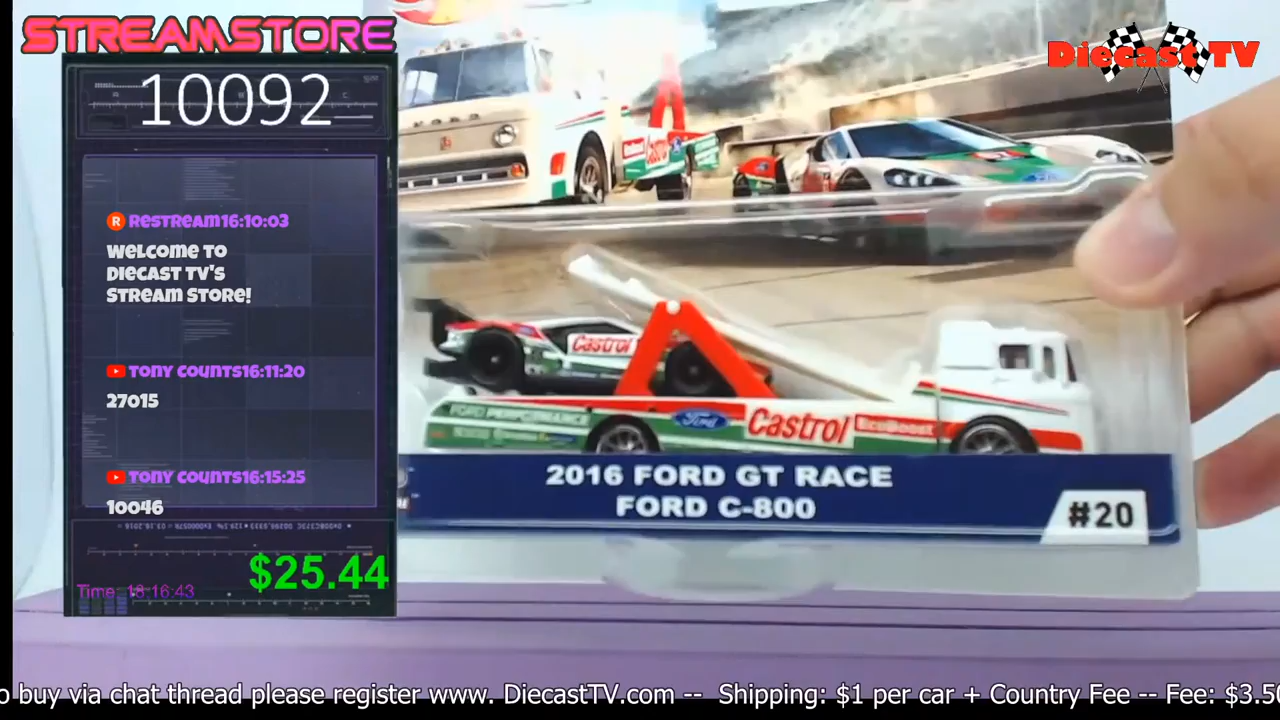 STREAMSTORE
10092
Restream16:10:03
Welcome to
Diecast TV's
Stream Store!
Tony Counts16:11:20
27015
Tony Counts16:15:25
10046
$25.44
Time: 18:16:43
Diecast TV
FORD
Castrol
Castrol
FORD PERFORMANCE
Ford
Castrol
EcoBoost
2016 FORD GT RACE
FORD C-800
#20
o buy via chat thread please register www. DiecastTV.com -- Shipping: $1 per car + Country Fee -- Fee: $3.50